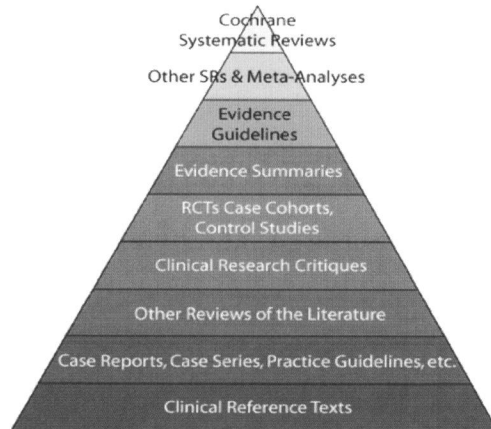 Cochrane
Systematic Reviews
Other SRs & Meta-Analyses
Evidence
Guidelines
Evidence Summaries
RCTs Case Cohorts,
Control Studies
Clinical Research Critiques
Other Reviews of the Literature
Case Reports, Case Series, Practice Guidelines, etc.
Clinical Reference Texts